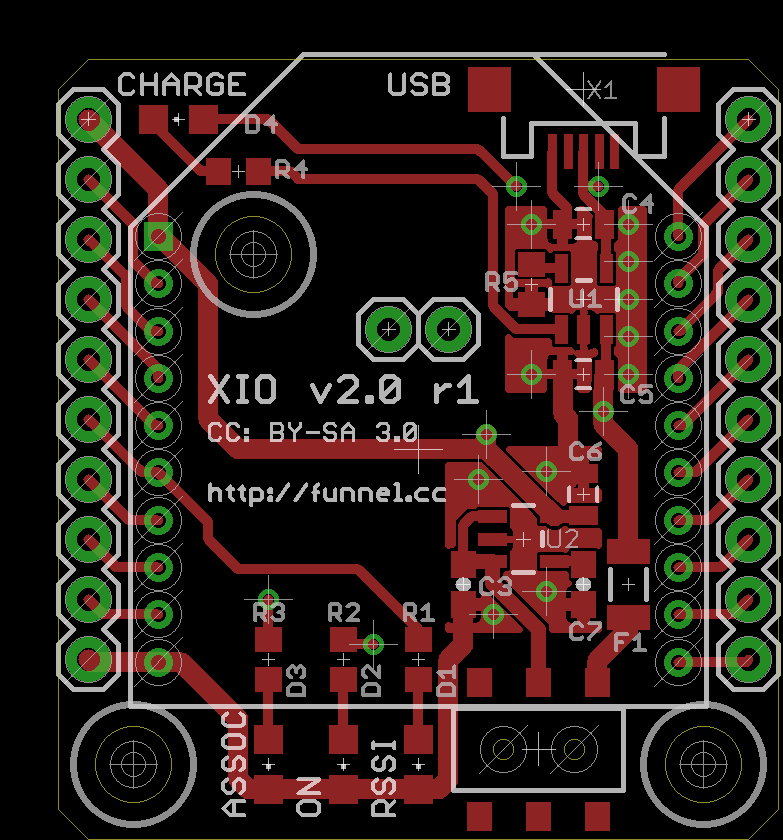 CHARGE
USB
X1
D4
R4
C4
R5
U1
C5
XIO v2.0 r1
CC: BY-SA 3.0
C6
http://funnel.cc
U2
C3
R3
R2
R1
C7
F1
D3
D2
D1
ASSOC
ON
RSSI